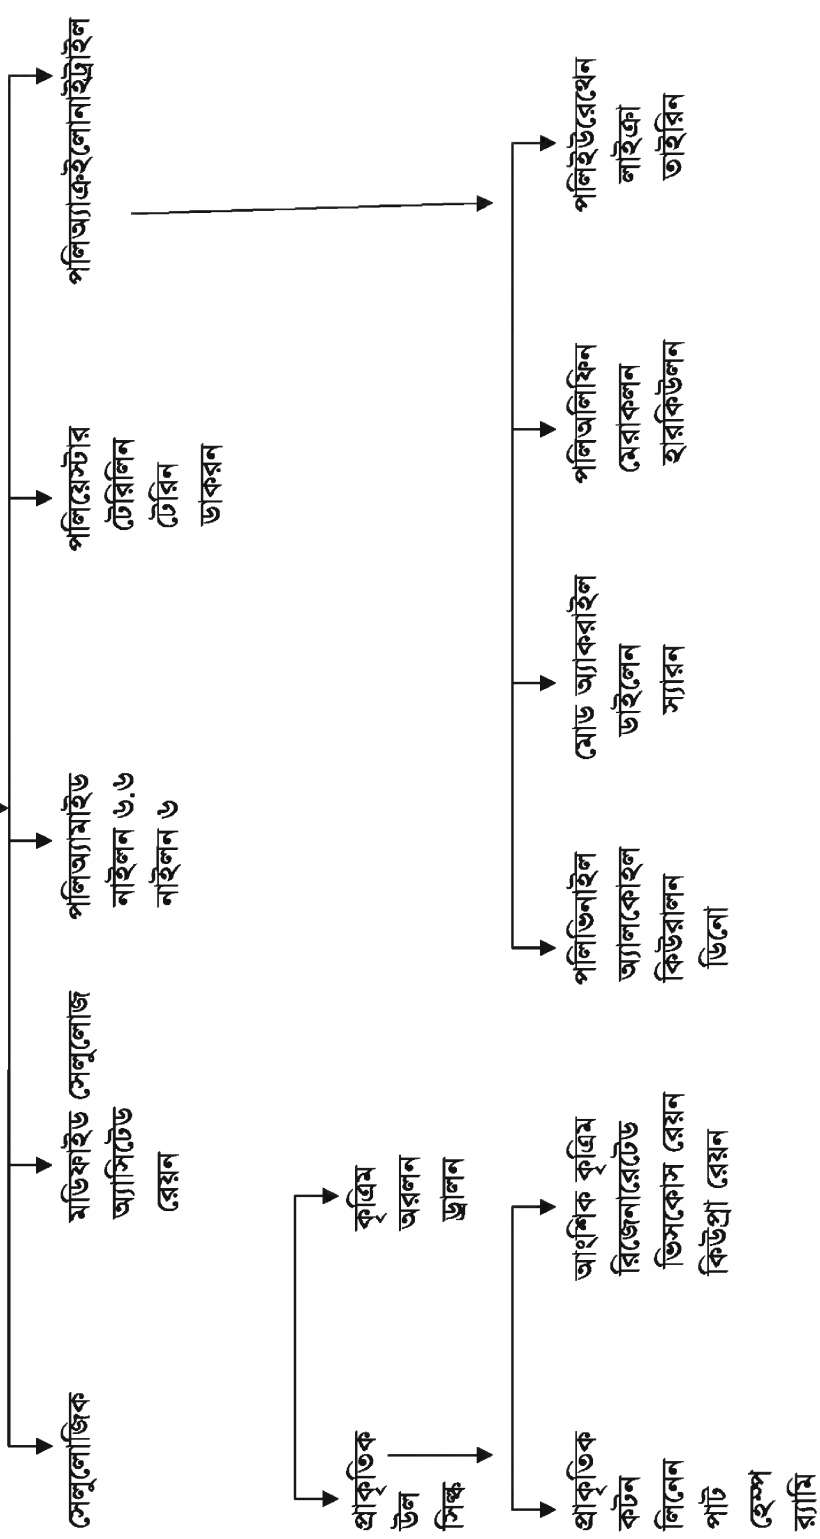 সেলুলোজিক
মডিফাইড সেলুলোজ
অ্যাসিটেড
রেয়ন
পলিঅ্যামাইড
নাইলন ৬.৬
নাইলন ৬
পলিয়েস্টার
টেরিলিন
টেরিন
ডাকরন
পলিঅ্যাক্রইলোনাইট্রাইল
প্রাকৃতিক
উল
সিল্ক
কৃত্রিম
অরলন
ড্রালন
প্রাকৃতিক
কটন
লিনেন
পাট
হেম্প
র‍্যামি
আংশিক কৃত্রিম
রিজেনারেটেড
ভিসকোস রেয়ন
কিউপ্রা রেয়ন
পলিভিনাইল
অ্যালকোহল
কিউরালন
ভিনো
মোড অ্যাকরাইল
ডাইলেন
স্যারন
পলিঅলিফিন
মেরাকলন
হারকিউলন
পলিইউরেথেন
লাইক্রা
তাইরিন